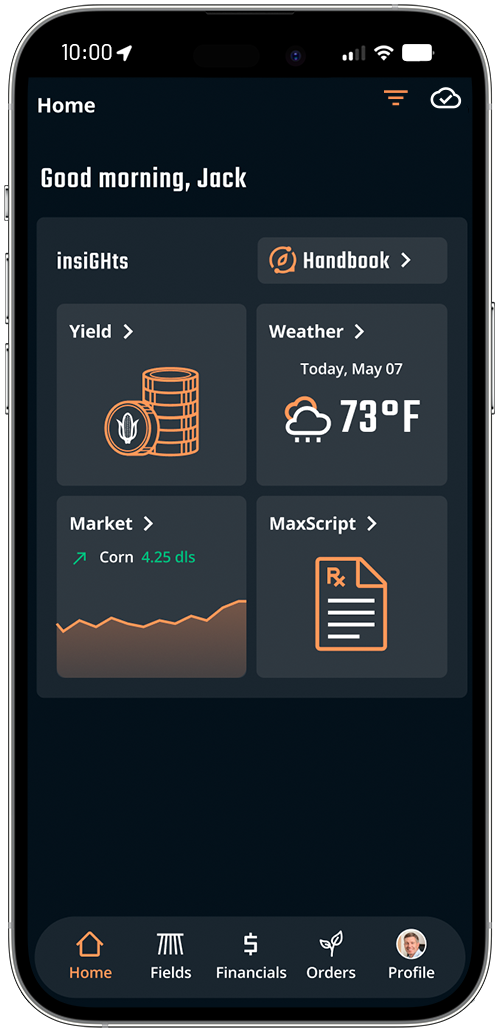 10:00
Home
Good morning, Jack
insiGHts
Handbook
Yield
Weather
Today, May 07
73°F
Market
Corn 4.25 dls
MaxScript
Rx
Home Fields Financials Orders Profile